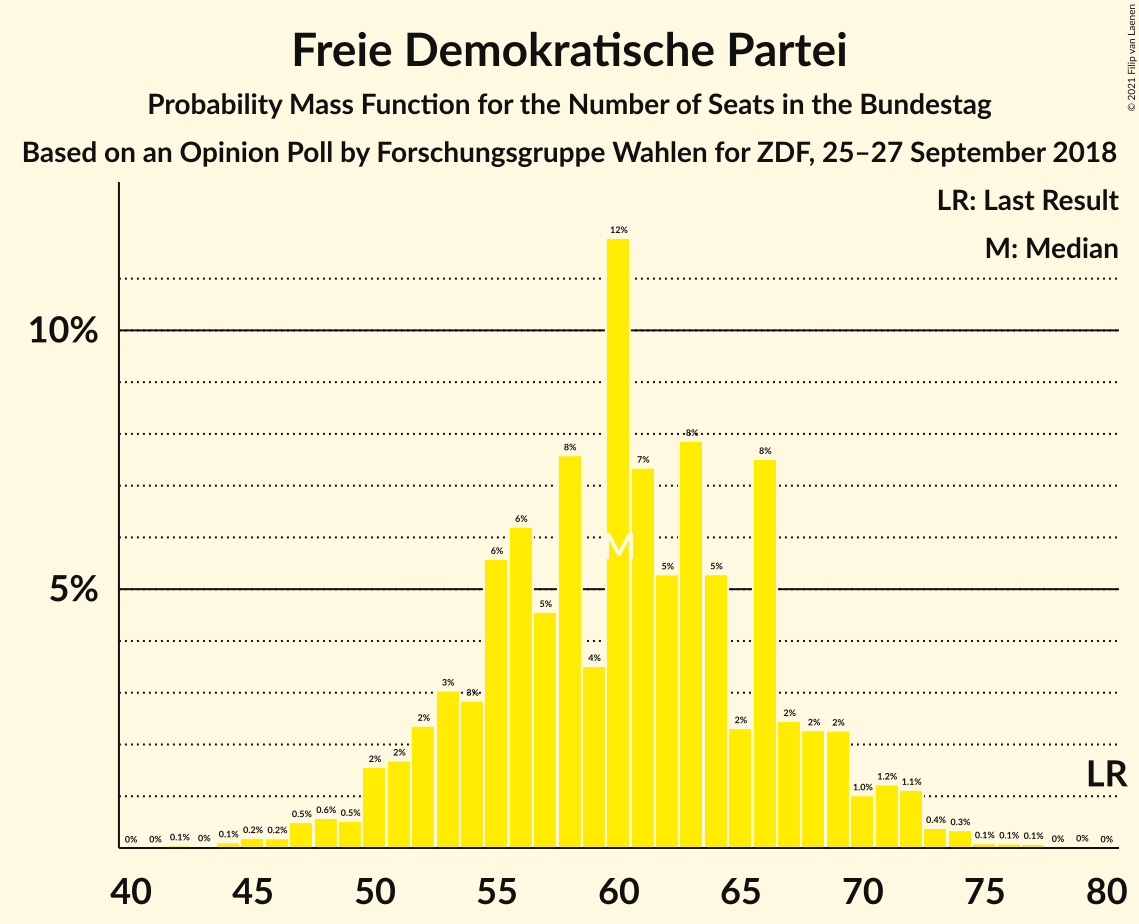 Freie Demokratische Partei
Probability Mass Function for the Number of Seats in the Bundestag
Based on an Opinion Poll by Forschungsgruppe Wahlen for ZDF, 25–27 September 2018
© 2021 Filip van Laenen
LR: Last Result
M: Median
10%
5%
0% 0% 0.1% 0% 0.1% 0.2% 0.2% 0.5% 0.6% 0.5% 2% 2% 2% 3% 3% 6% 6% 5% 8% 4% 12% 7% 5% 8% 5% 2% 8% 2% 2% 2% 1.0% 1.2% 1.1% 0.4% 0.3% 0.1% 0.1% 0.1% 0% 0% 0%
M
LR
40 45 50 55 60 65 70 75 80